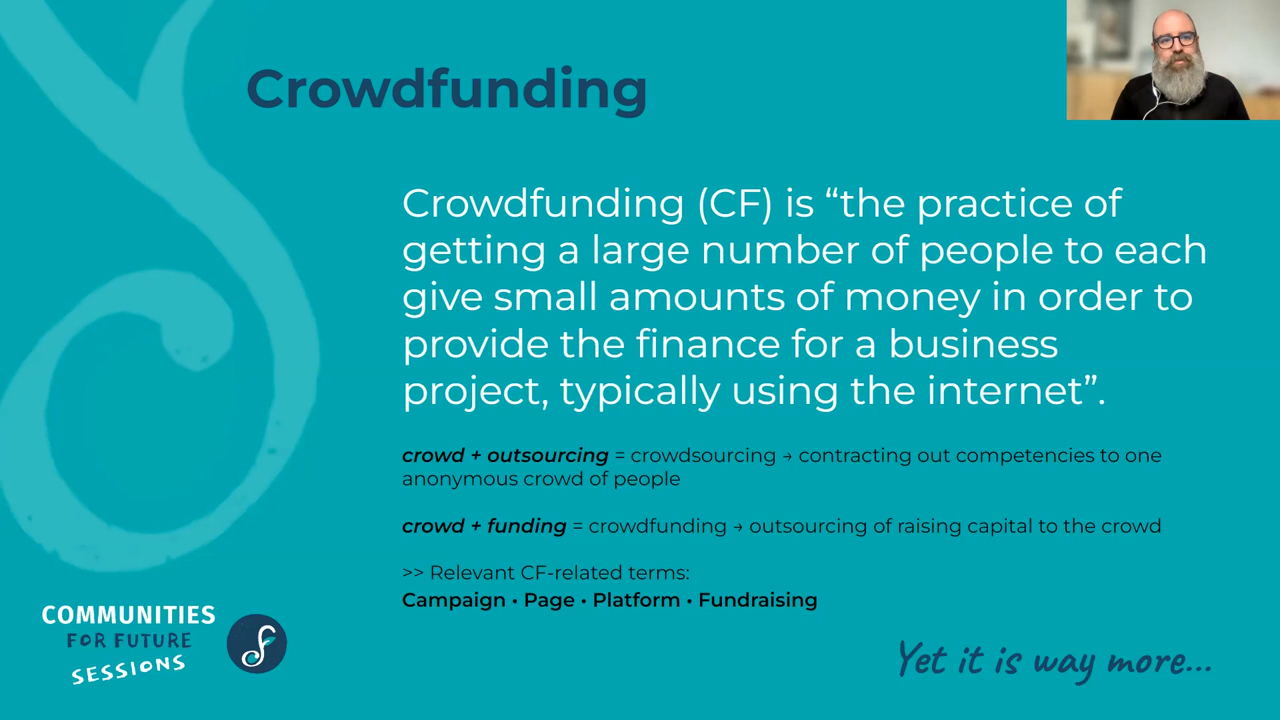 Crowdfunding
Crowdfunding (CF) is “the practice of
getting a large number of people to each
give small amounts of money in order to
provide the finance for a business
project, typically using the internet”.
crowd + outsourcing = crowdsourcing → contracting out competencies to one
anonymous crowd of people
crowd + funding = crowdfunding → outsourcing of raising capital to the crowd
>> Relevant CF-related terms:
Campaign • Page • Platform • Fundraising
COMMUNITIES
FOR FUTURE
SESSIONS
Yet it is way more...